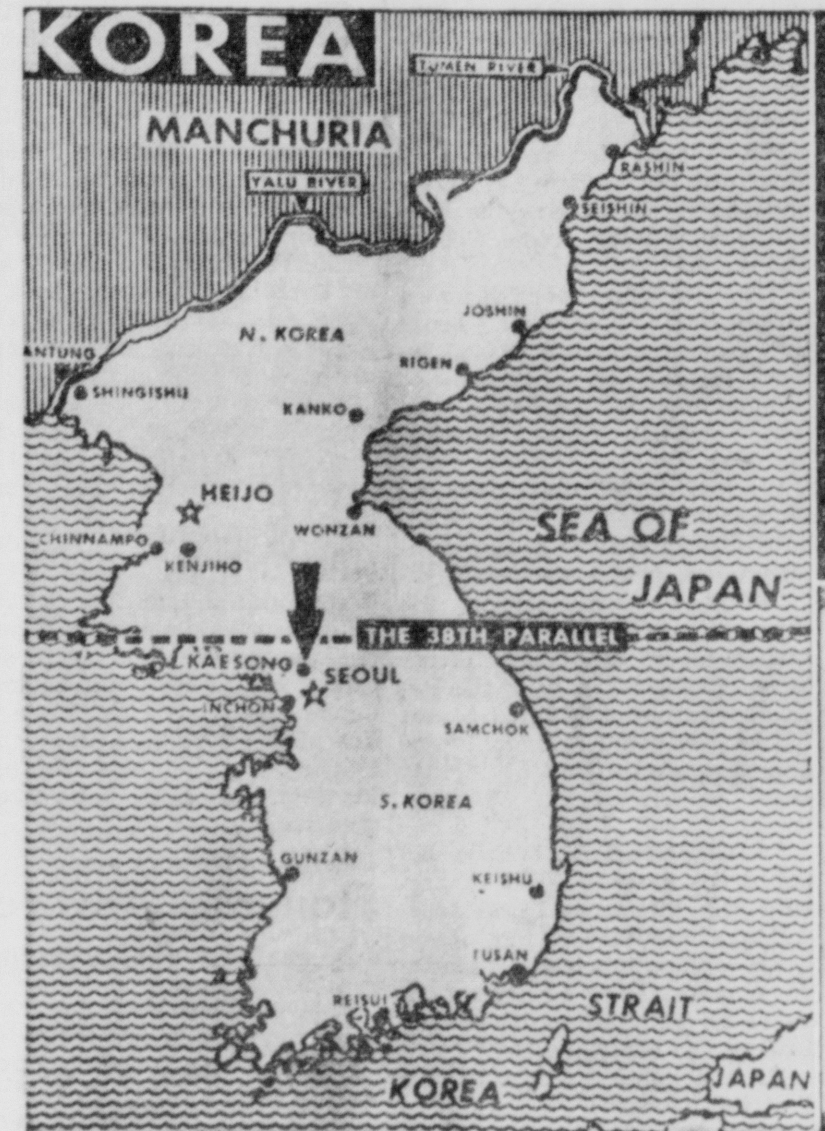 KOREA
TUMEN RIVER
MANCHURIA
RASHIN
YALU RIVER
SEISHIN
JOSHIN
N. KOREA
ANTUNG
RIGEN
SHINGISHU
KANKO
HEIJO
SEA OF
WONZAN
CHINNAMPO
KENJIHO
JAPAN
THE 38TH PARALLEL
KAESONG
SEOUL
INCHON
SAMCHOK
S. KOREA
GUNZAN
KEISHU
REISUI
STRAIT
JAPAN
KOREA